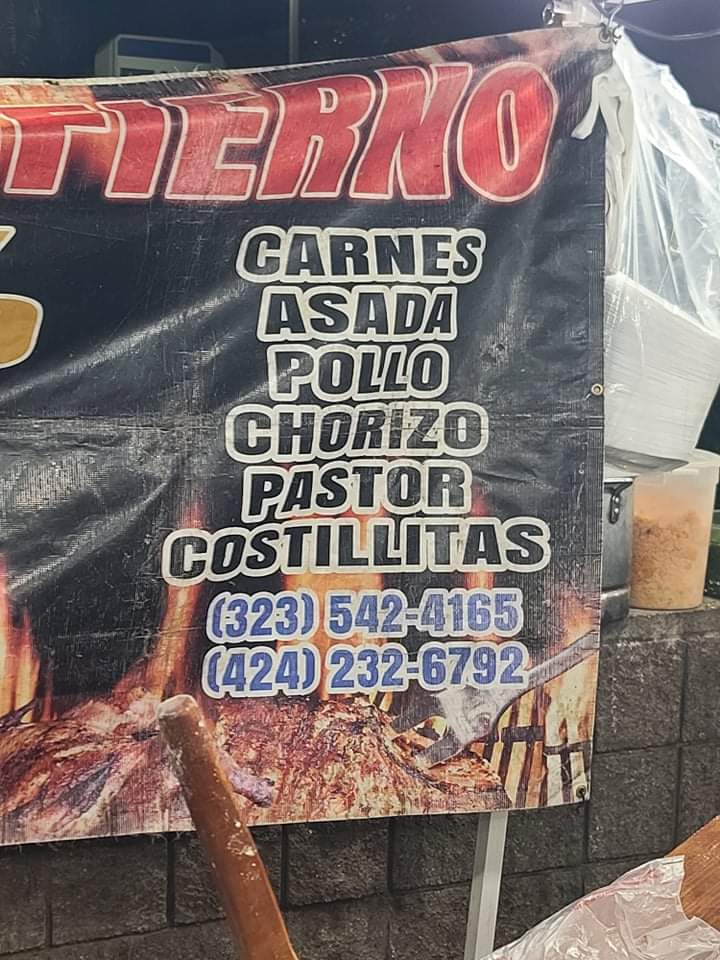 TIERNO
CARNES
ASADA
POLLO
CHORIZO
PASTOR
COSTILLITAS
(323) 542-4165
(424) 232-6792